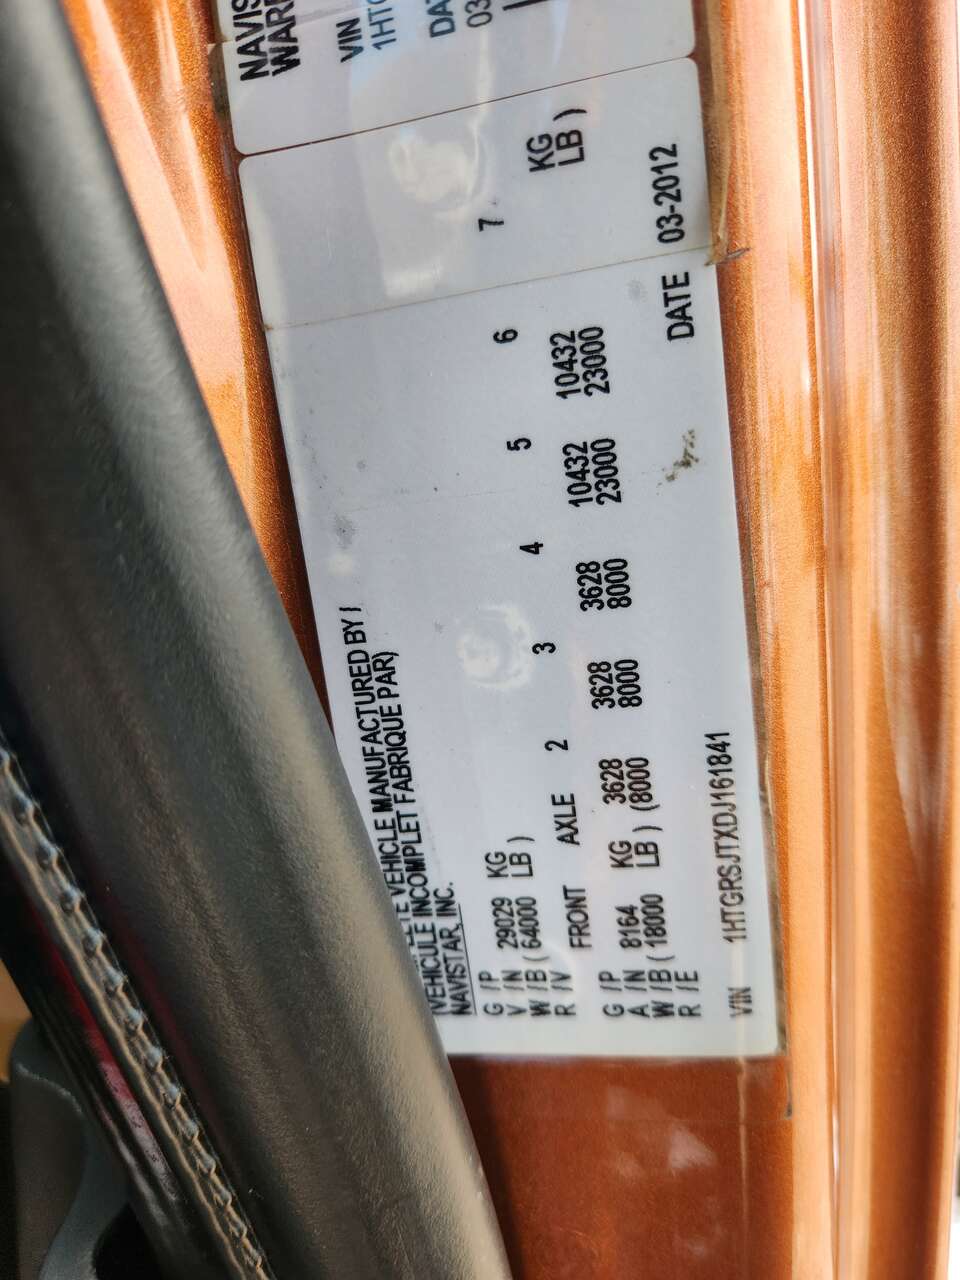 NAVIS
WARR
VIN
1HTG
DAT
03
VEHICLE MANUFACTURED BY /
(VEHICULE INCOMPLET FABRIQUE PAR)
NAVISTAR, INC.
G /P 29029 KG
V /N
W /B ( 64000 LB )
R /V
FRONT AXLE 2 3 4 5 6 7
G /P 8164 KG 3628 3628 3628 10432 10432 KG
A /N
W /B ( 18000 LB ) (8000 8000 8000 23000 23000 LB )
R /E
VIN 1HTGRSJTXDJ161841 DATE 03-2012